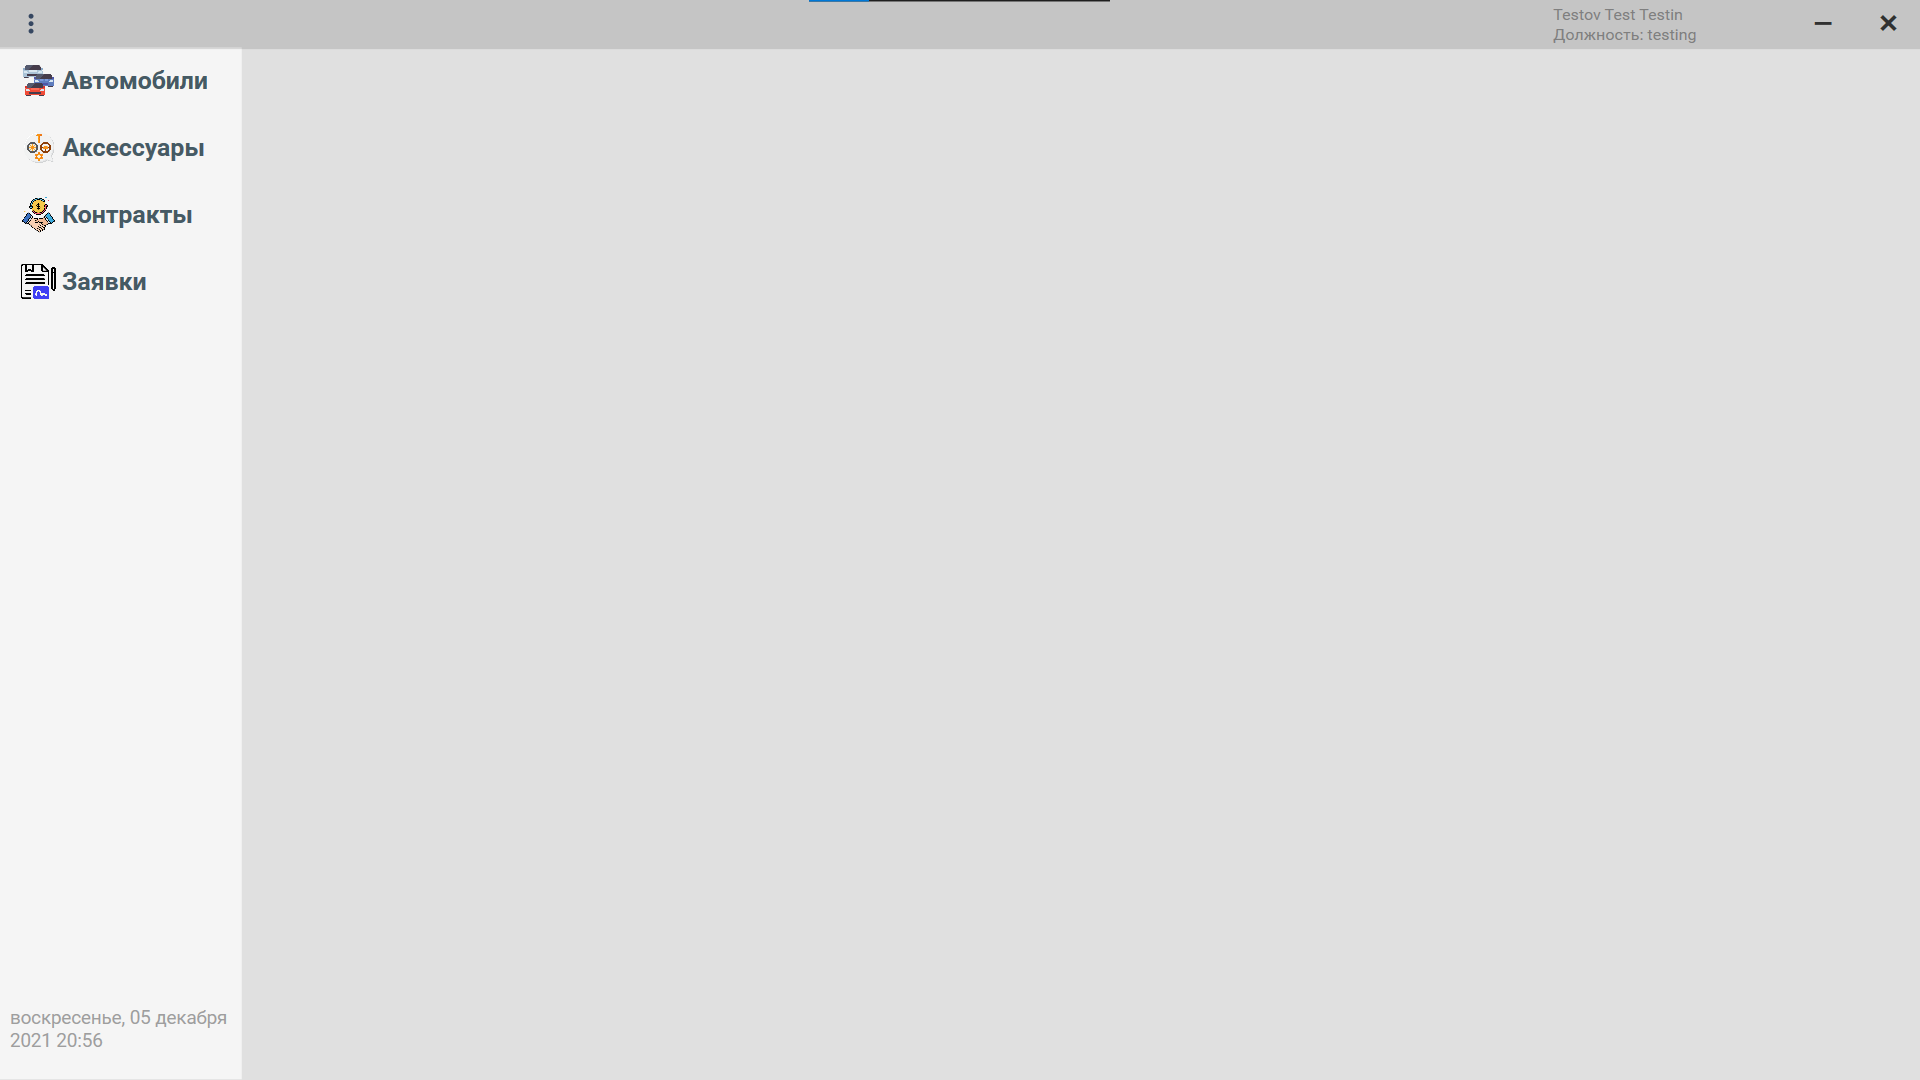 Testov Test Testin
Должность: testing
Автомобили
Аксессуары
Контракты
Заявки
воскресенье, 05 декабря
2021 20:56